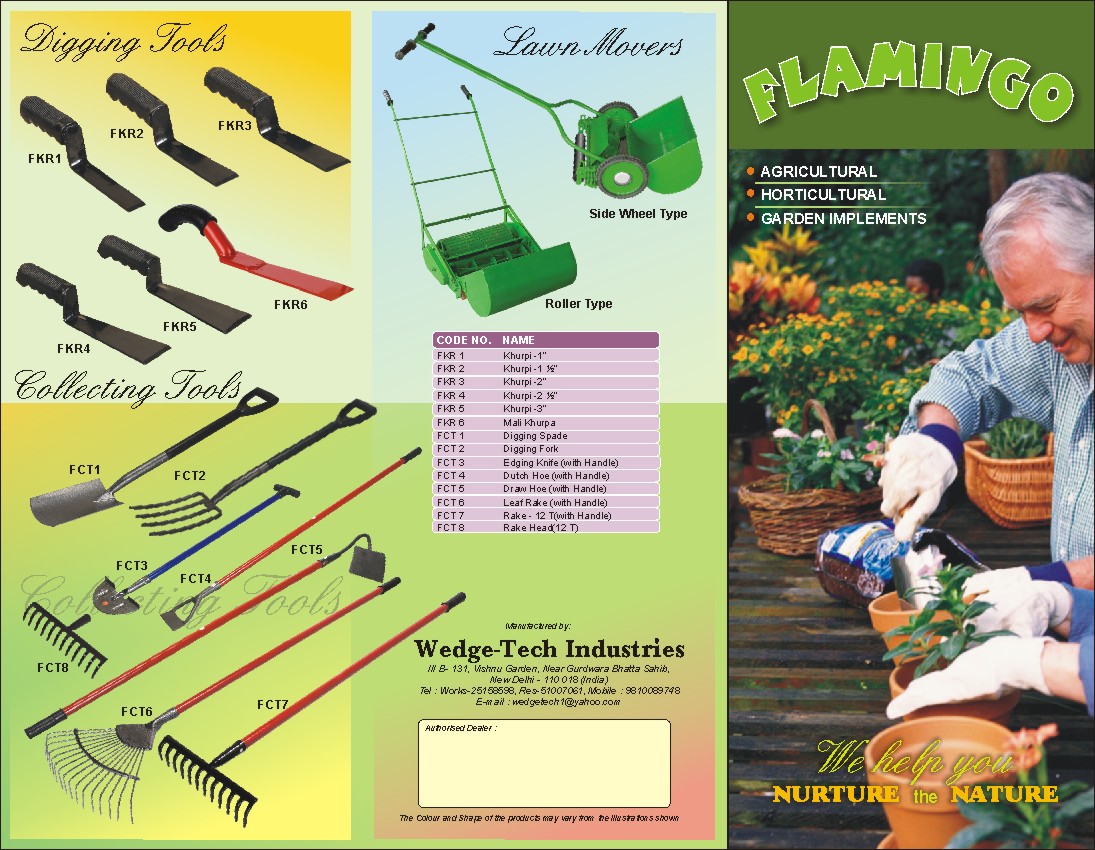 Digging Tools
FKR1
FKR2
FKR3
FKR4
FKR5
FKR6
Collecting Tools
FCT1
FCT2
FCT3
FCT4
FCT5
Collecting Tools
FCT8
FCT6
FCT7
Lawn Movers
Side Wheel Type
Roller Type
CODE NO. NAME
FKR 1 Khurpi -1"
FKR 2 Khurpi -1 ½"
FKR 3 Khurpi -2"
FKR 4 Khurpi -2 ½"
FKR 5 Khurpi -3"
FKR 6 Mali Khurpa
FCT 1 Digging Spade
FCT 2 Digging Fork
FCT 3 Edging Knife (with Handle)
FCT 4 Dutch Hoe (with Handle)
FCT 5 Draw Hoe (with Handle)
FCT 6 Leaf Rake (with Handle)
FCT 7 Rake - 12 T(with Handle)
FCT 8 Rake Head(12 T)
Manufactured by:
Wedge-Tech Industries
III B- 131, Vishnu Garden, Near Gurdwara Bhatta Sahib,
New Delhi - 110 018 (India)
Tel : Works-25158598, Res-51007061, Mobile : 9810089748
E-mail : wedgetech1@yahoo.com
Authorised Dealer :
The Colour and Shape of the products may vary from the illustrations shown
FLAMINGO
• AGRICULTURAL
• HORTICULTURAL
• GARDEN IMPLEMENTS
We help you
NURTURE the NATURE